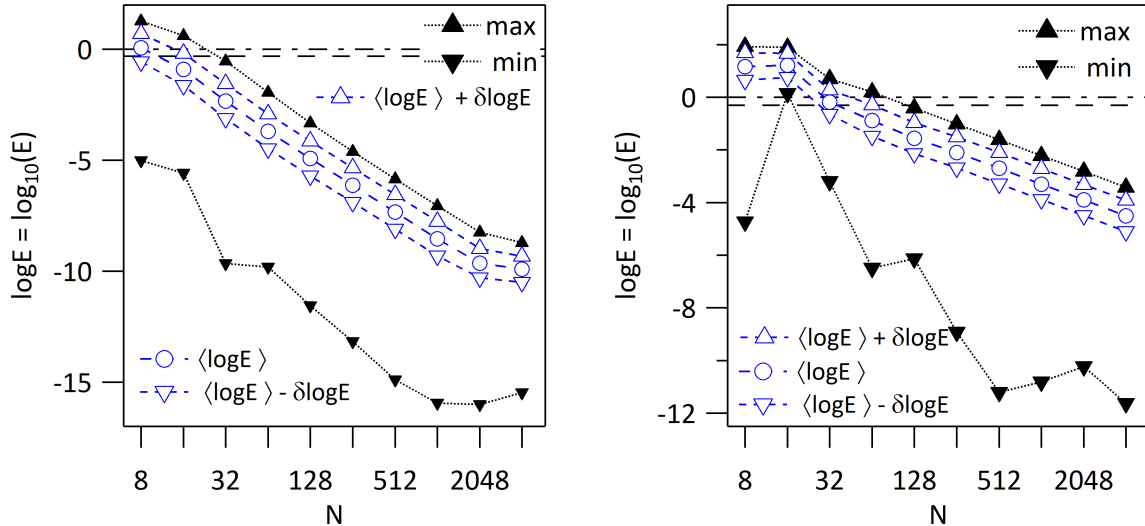 max
min
⟨logE⟩ + δlogE
⟨logE⟩
⟨logE⟩ - δlogE
logE = log₁₀(E)
0
-5
-10
-15
8
32
128
512
2048
N
max
min
⟨logE⟩ + δlogE
⟨logE⟩
⟨logE⟩ - δlogE
logE = log₁₀(E)
0
-4
-8
-12
8
32
128
512
2048
N